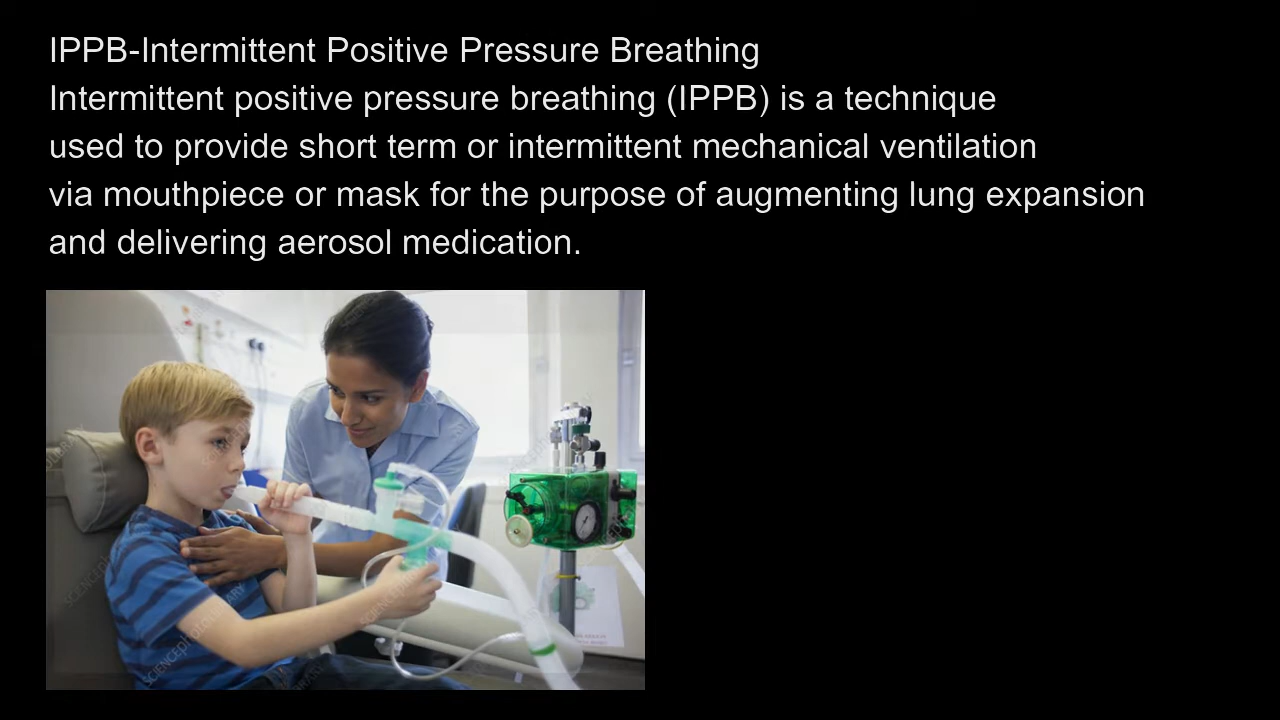 IPPB-Intermittent Positive Pressure Breathing
Intermittent positive pressure breathing (IPPB) is a technique
used to provide short term or intermittent mechanical ventilation
via mouthpiece or mask for the purpose of augmenting lung expansion
and delivering aerosol medication.